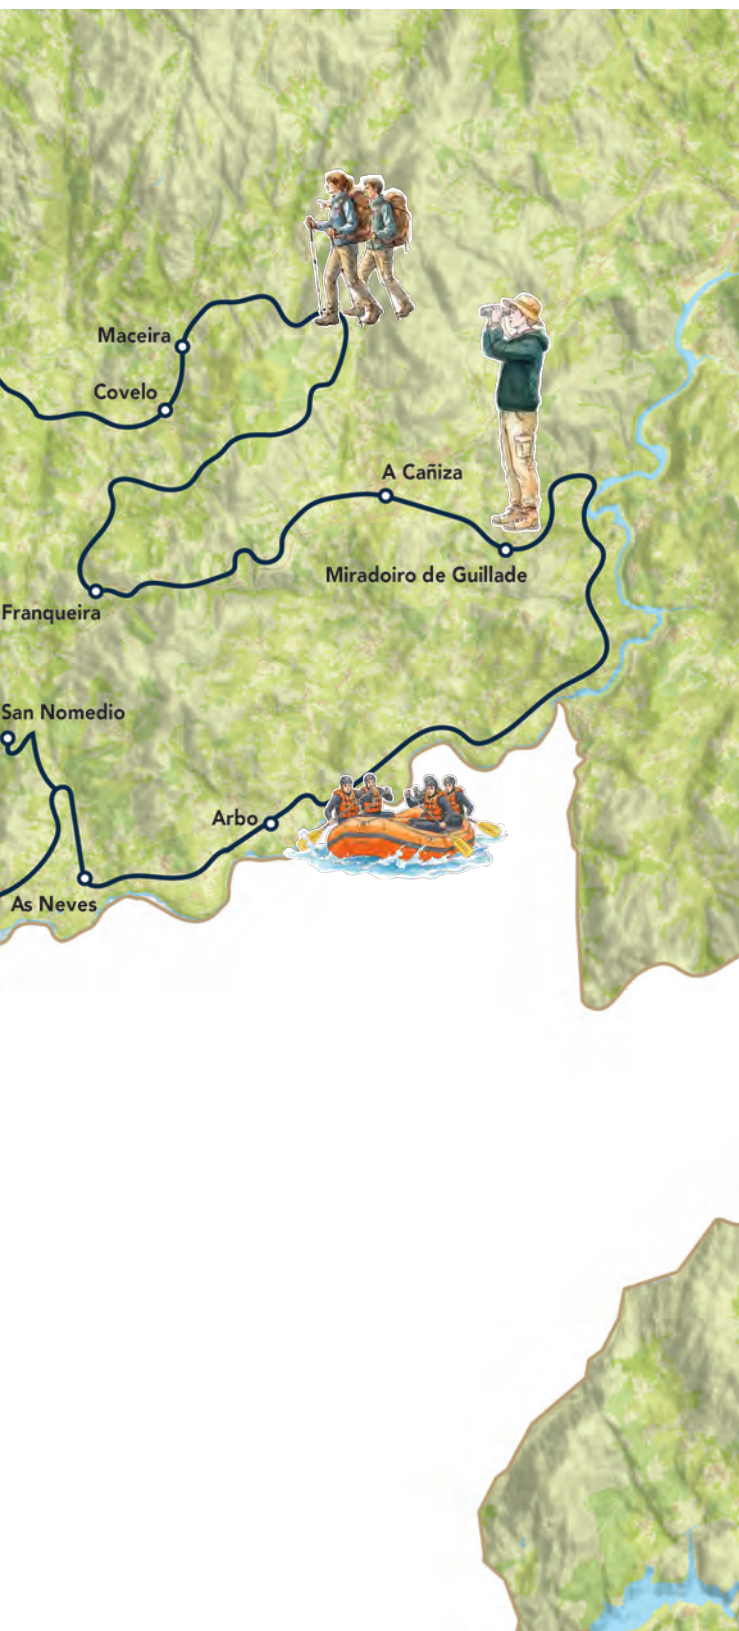 Maceira
Covelo
A Cañiza
Miradoiro de Guillade
Franqueira
San Nomedio
Arbo
As Neves